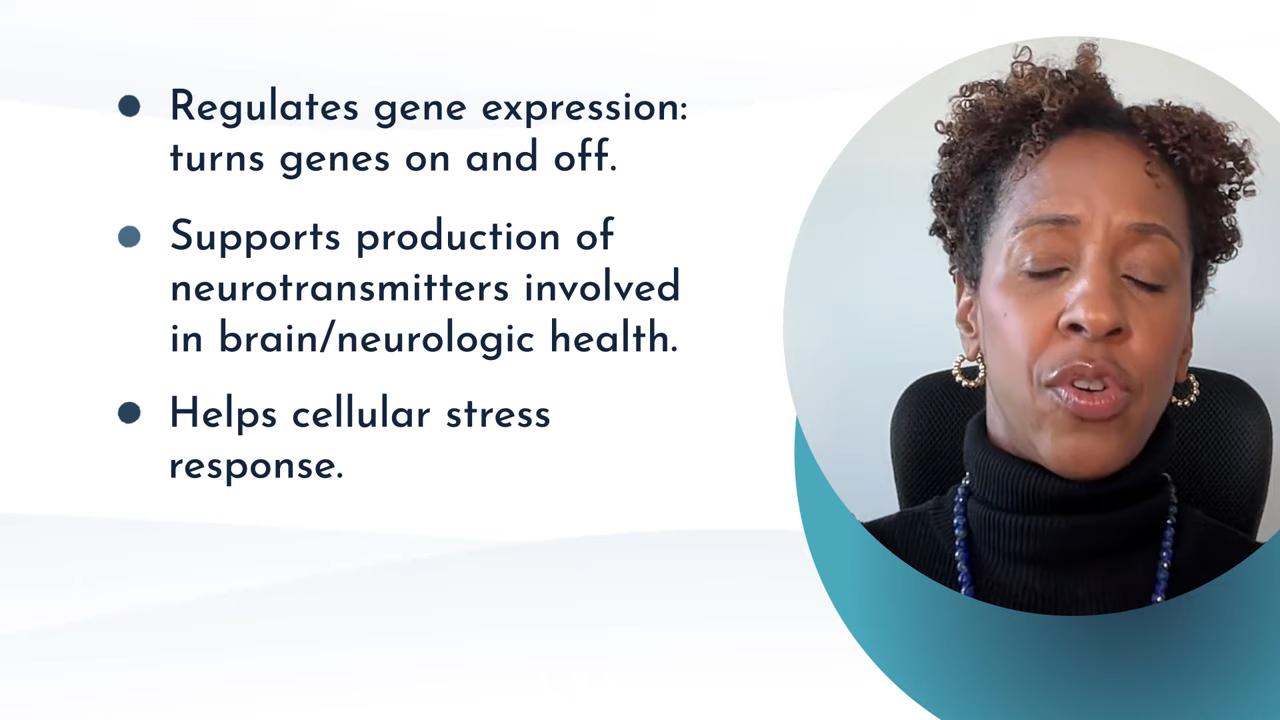 Regulates gene expression:
turns genes on and off.
Supports production of
neurotransmitters involved
in brain/neurologic health.
Helps cellular stress
response.